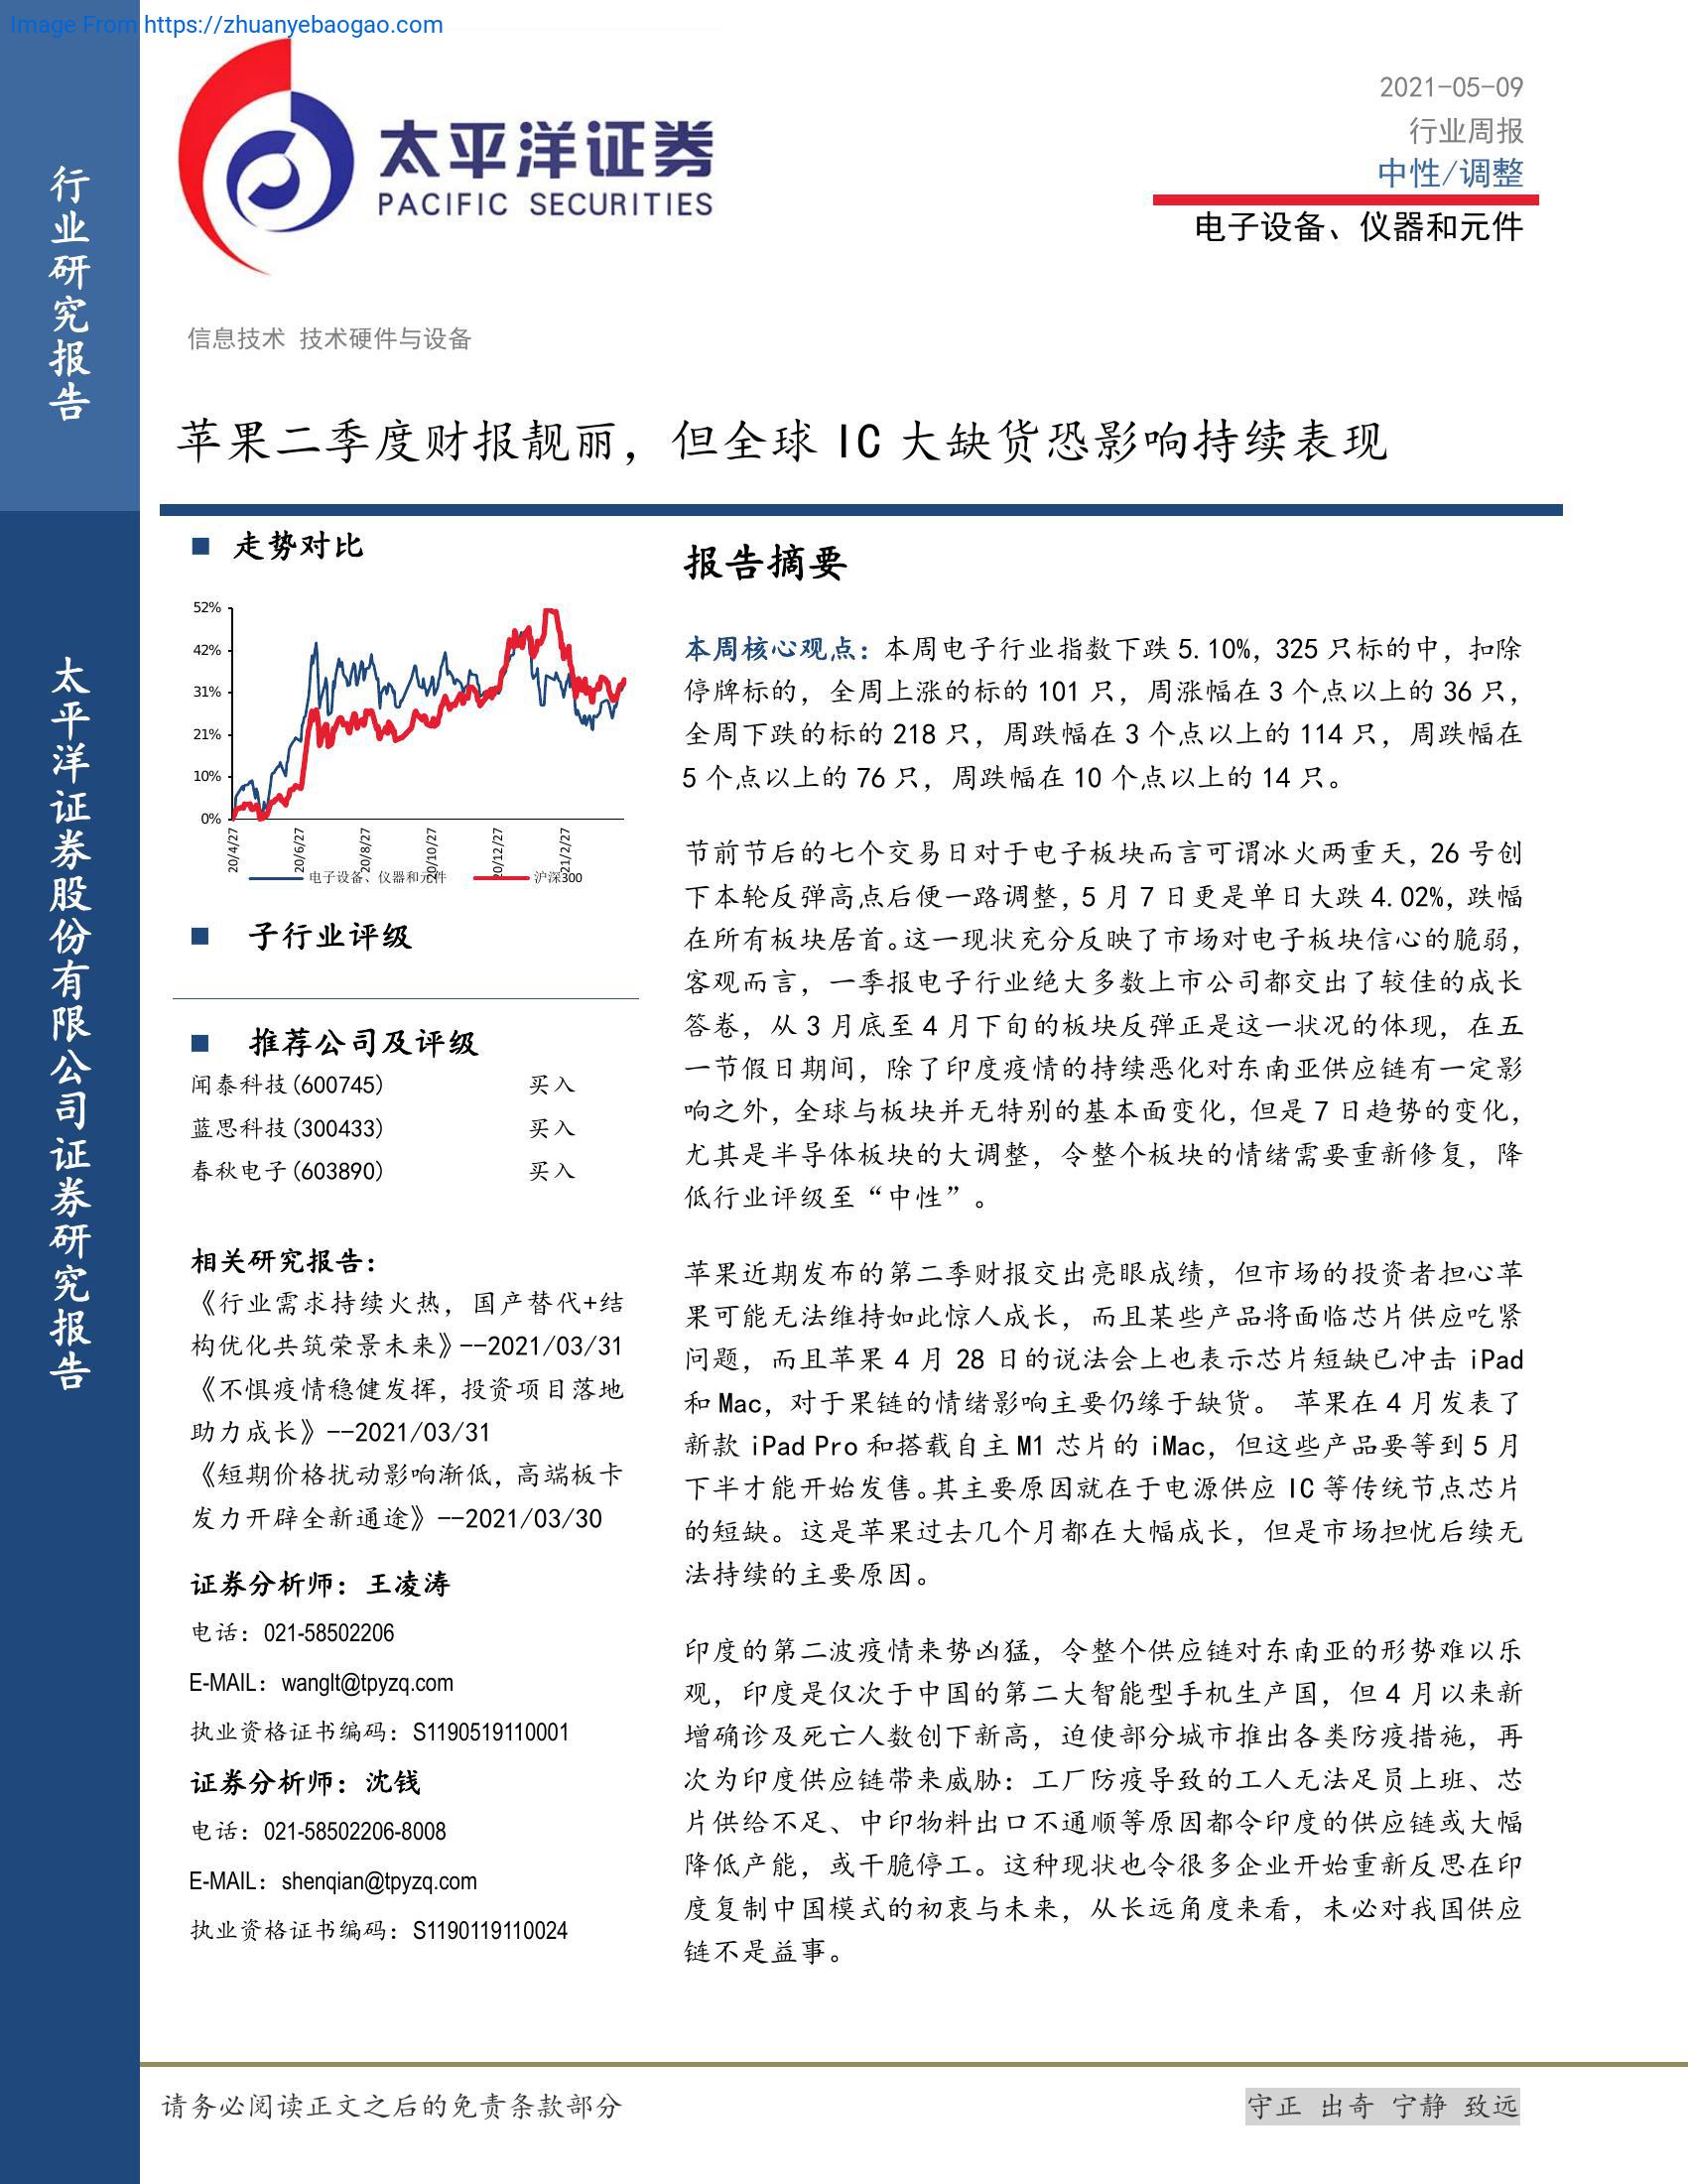 Image From https://zhuanyebaogao.com
行业研究报告
太平洋证券股份有限公司证券研究报告
太平洋证券
PACIFIC SECURITIES
2021-05-09
行业周报
中性/调整
电子设备、仪器和元件
信息技术 技术硬件与设备
苹果二季度财报靓丽，但全球 IC 大缺货恐影响持续表现
■ 走势对比
52%
42%
31%
21%
10%
0%
20/4/27
20/6/27
20/8/27
20/10/27
20/12/27
21/2/27
电子设备、仪器和元件 沪深300
■ 子行业评级
■ 推荐公司及评级
闻泰科技(600745) 买入
蓝思科技(300433) 买入
春秋电子(603890) 买入
相关研究报告：
《行业需求持续火热，国产替代+结
构优化共筑荣景未来》--2021/03/31
《不惧疫情稳健发挥，投资项目落地
助力成长》--2021/03/31
《短期价格扰动影响渐低，高端板卡
发力开辟全新通途》--2021/03/30
证券分析师：王凌涛
电话：021-58502206
E-MAIL：wanglt@tpyzq.com
执业资格证书编码：S1190519110001
证券分析师：沈钱
电话：021-58502206-8008
E-MAIL：shenqian@tpyzq.com
执业资格证书编码：S1190119110024
报告摘要
本周核心观点：本周电子行业指数下跌 5.10%，325 只标的中，扣除
停牌标的，全周上涨的标的 101 只，周涨幅在 3 个点以上的 36 只，
全周下跌的标的 218 只，周跌幅在 3 个点以上的 114 只，周跌幅在
5 个点以上的 76 只，周跌幅在 10 个点以上的 14 只。
节前节后的七个交易日对于电子板块而言可谓冰火两重天，26 号创
下本轮反弹高点后便一路调整，5 月 7 日更是单日大跌 4.02%，跌幅
在所有板块居首。这一现状充分反映了市场对电子板块信心的脆弱，
客观而言，一季报电子行业绝大多数上市公司都交出了较佳的成长
答卷，从 3 月底至 4 月下旬的板块反弹正是这一状况的体现，在五
一节假日期间，除了印度疫情的持续恶化对东南亚供应链有一定影
响之外，全球与板块并无特别的基本面变化，但是 7 日趋势的变化，
尤其是半导体板块的大调整，令整个板块的情绪需要重新修复，降
低行业评级至“中性”。
苹果近期发布的第二季财报交出亮眼成绩，但市场的投资者担心苹
果可能无法维持如此惊人成长，而且某些产品将面临芯片供应吃紧
问题，而且苹果 4 月 28 日的说法会上也表示芯片短缺已冲击 iPad
和 Mac，对于果链的情绪影响主要仍缘于缺货。 苹果在 4 月发表了
新款 iPad Pro 和搭载自主 M1 芯片的 iMac，但这些产品要等到 5 月
下半才能开始发售。其主要原因就在于电源供应 IC 等传统节点芯片
的短缺。这是苹果过去几个月都在大幅成长，但是市场担忧后续无
法持续的主要原因。
印度的第二波疫情来势凶猛，令整个供应链对东南亚的形势难以乐
观，印度是仅次于中国的第二大智能型手机生产国，但 4 月以来新
增确诊及死亡人数创下新高，迫使部分城市推出各类防疫措施，再
次为印度供应链带来威胁：工厂防疫导致的工人无法足员上班、芯
片供给不足、中印物料出口不通顺等原因都令印度的供应链或大幅
降低产能，或干脆停工。这种现状也令很多企业开始重新反思在印
度复制中国模式的初衷与未来，从长远角度来看，未必对我国供应
链不是益事。
请务必阅读正文之后的免责条款部分
守正 出奇 宁静 致远